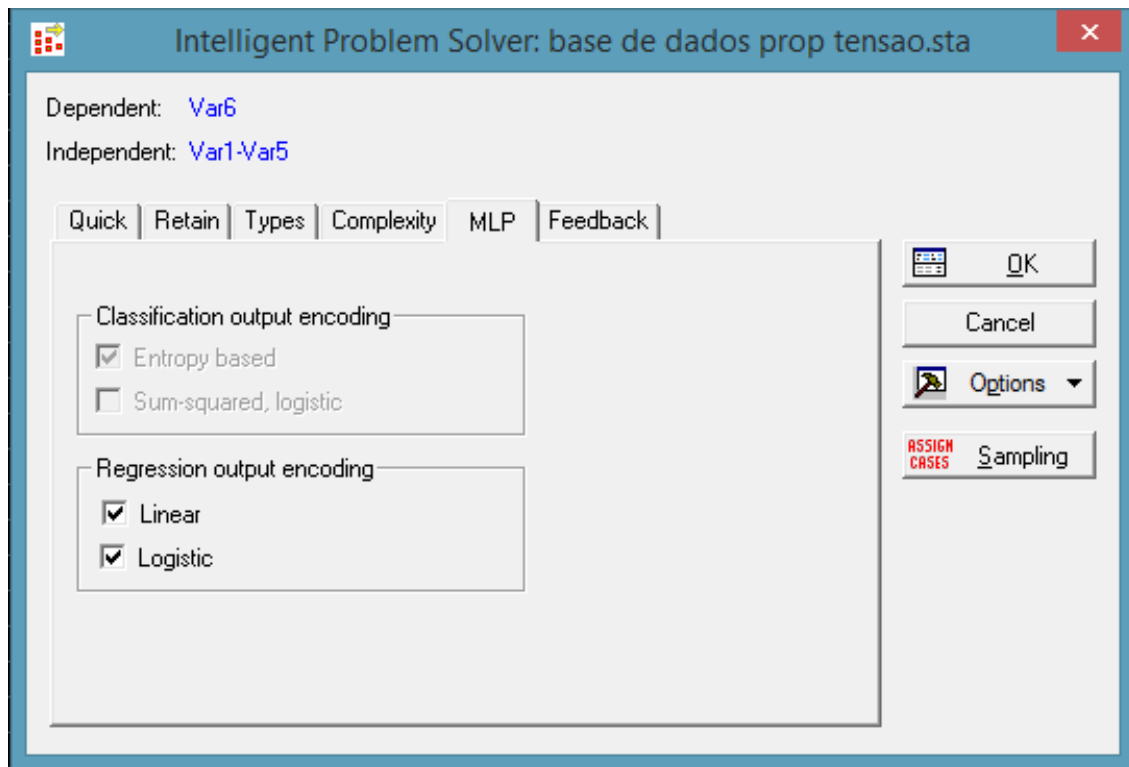 Intelligent Problem Solver: base de dados prop tensao.sta
Dependent: Var6
Independent: Var1-Var5
Quick Retain Types Complexity MLP Feedback
Classification output encoding
Entropy based
Sum-squared, logistic
Regression output encoding
Linear
Logistic
OK
Cancel
Options
ASSIGN CASES Sampling